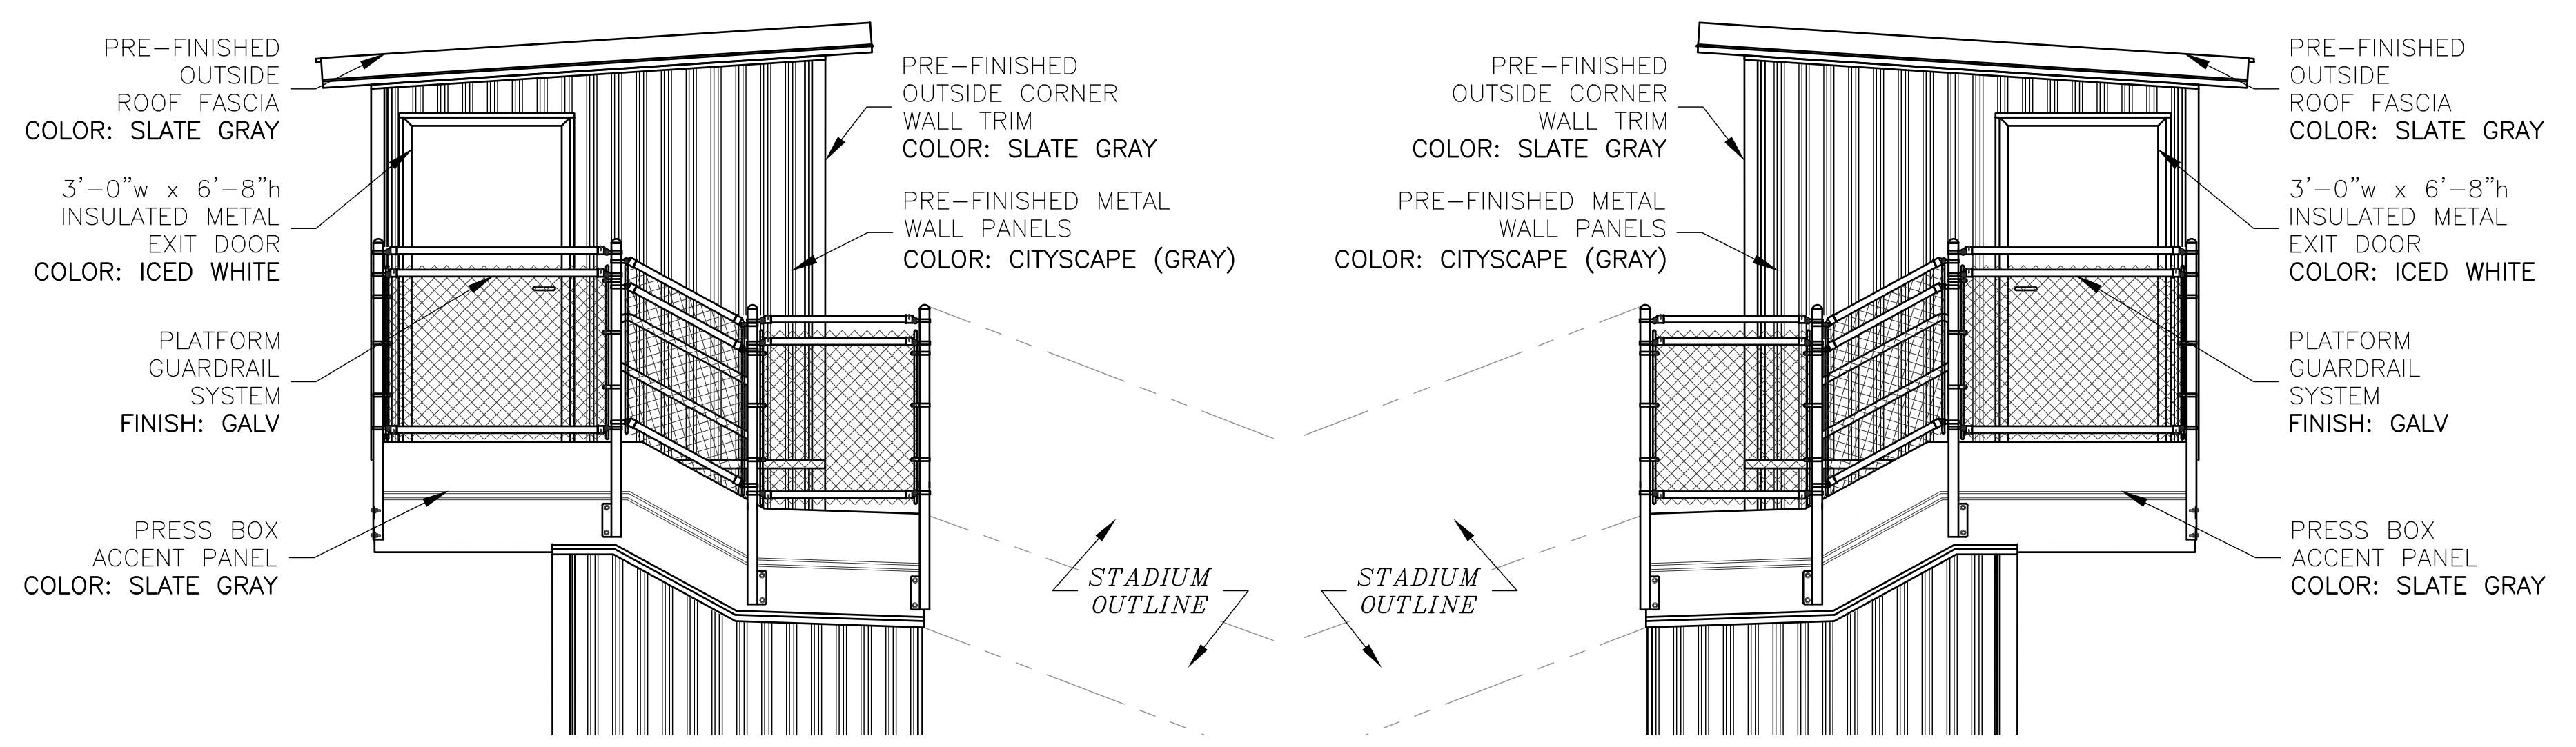 PRE-FINISHED
OUTSIDE
ROOF FASCIA
COLOR: SLATE GRAY
3'-0"w x 6'-8"h
INSULATED METAL
EXIT DOOR
COLOR: ICED WHITE
PLATFORM
GUARDRAIL
SYSTEM
FINISH: GALV
PRESS BOX
ACCENT PANEL
COLOR: SLATE GRAY
PRE-FINISHED
OUTSIDE CORNER
WALL TRIM
COLOR: SLATE GRAY
PRE-FINISHED METAL
WALL PANELS
COLOR: CITYSCAPE (GRAY)
STADIUM
OUTLINE
PRE-FINISHED
OUTSIDE CORNER
WALL TRIM
COLOR: SLATE GRAY
PRE-FINISHED METAL
WALL PANELS
COLOR: CITYSCAPE (GRAY)
STADIUM
OUTLINE
PRE-FINISHED
OUTSIDE
ROOF FASCIA
COLOR: SLATE GRAY
3'-0"w x 6'-8"h
INSULATED METAL
EXIT DOOR
COLOR: ICED WHITE
PLATFORM
GUARDRAIL
SYSTEM
FINISH: GALV
PRESS BOX
ACCENT PANEL
COLOR: SLATE GRAY